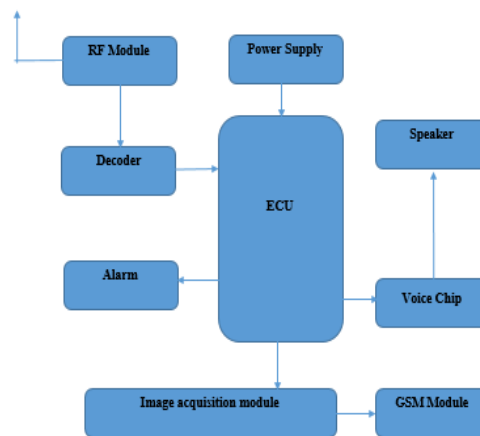 RF Module
Power Supply
Speaker
Decoder
ECU
Alarm
Voice Chip
Image acquisition module
GSM Module